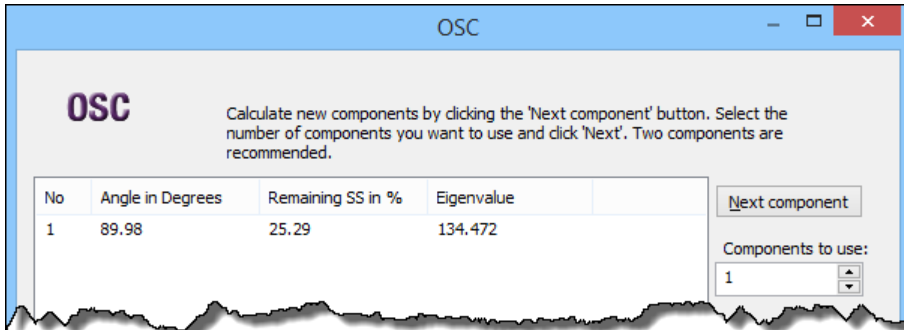 OSC
OSC
Calculate new components by clicking the 'Next component' button. Select the
number of components you want to use and click 'Next'. Two components are
recommended.
No Angle in Degrees Remaining SS in % Eigenvalue
1 89.98 25.29 134.472
Next component
Components to use:
1